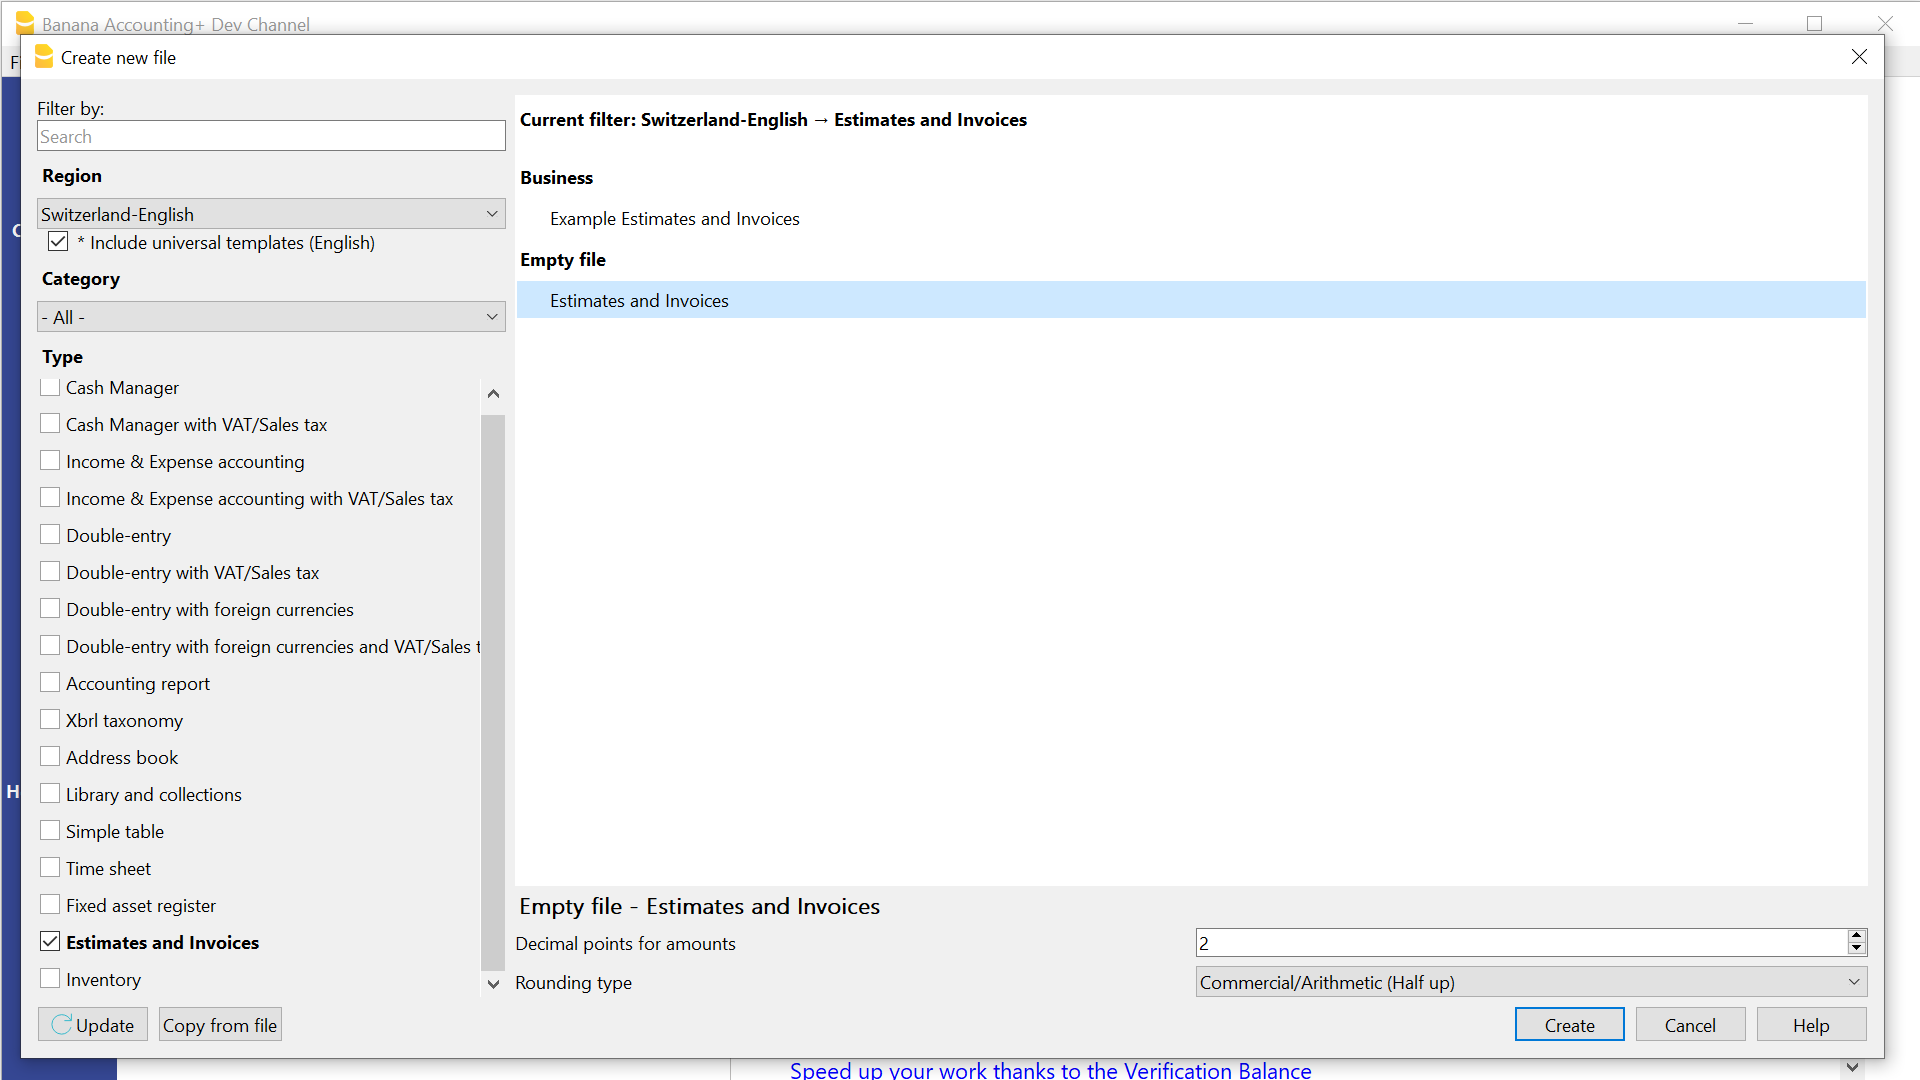 Banana Accounting+ Dev Channel
Create new file
Filter by:
Search
Region
Switzerland-English
* Include universal templates (English)
Category
- All -
Type
Cash Manager
Cash Manager with VAT/Sales tax
Income & Expense accounting
Income & Expense accounting with VAT/Sales tax
Double-entry
Double-entry with VAT/Sales tax
Double-entry with foreign currencies
Double-entry with foreign currencies and VAT/Sales t
Accounting report
Xbrl taxonomy
Address book
Library and collections
Simple table
Time sheet
Fixed asset register
Estimates and Invoices
Inventory
Update
Copy from file
Current filter: Switzerland-English → Estimates and Invoices
Business
Example Estimates and Invoices
Empty file
Estimates and Invoices
Empty file - Estimates and Invoices
Decimal points for amounts
2
Rounding type
Commercial/Arithmetic (Half up)
Create
Cancel
Help
Speed up your work thanks to the Verification Balance